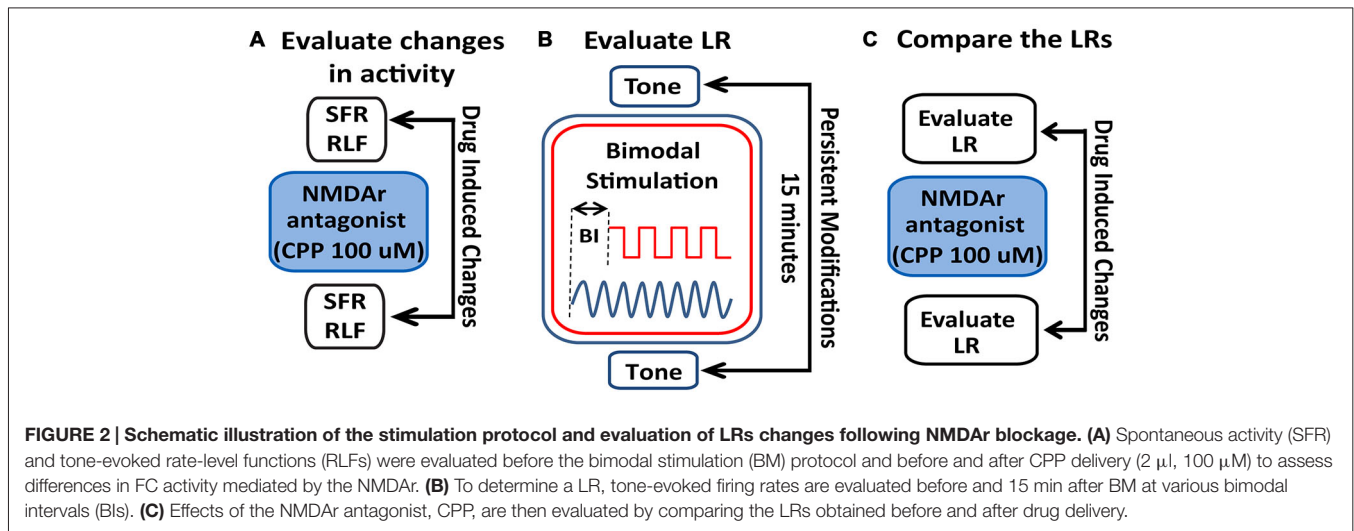 A Evaluate changes
in activity
SFR
RLF
NMDAr
antagonist
(CPP 100 uM)
SFR
RLF
Drug Induced Changes
B Evaluate LR
Tone
Bimodal
Stimulation
BI
Tone
Persistent Modifications
15 minutes
C Compare the LRs
Evaluate
LR
NMDAr
antagonist
(CPP 100 uM)
Evaluate
LR
Drug Induced Changes
FIGURE 2 | Schematic illustration of the stimulation protocol and evaluation of LRs changes following NMDAr blockage. (A) Spontaneous activity (SFR)
and tone-evoked rate-level functions (RLFs) were evaluated before the bimodal stimulation (BM) protocol and before and after CPP delivery (2 μl, 100 μM) to assess
differences in FC activity mediated by the NMDAr. (B) To determine a LR, tone-evoked firing rates are evaluated before and 15 min after BM at various bimodal
intervals (BIs). (C) Effects of the NMDAr antagonist, CPP, are then evaluated by comparing the LRs obtained before and after drug delivery.